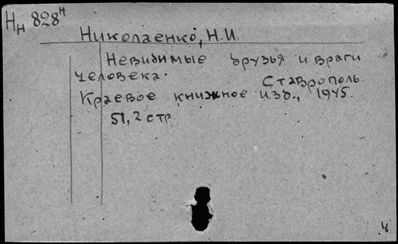 Нн 828н
Николаенко, Н.И.
Невидимые друзья и враги
человека. Ставрополь.
Краевое книжное изд., 1945.
51, 2 стр
4